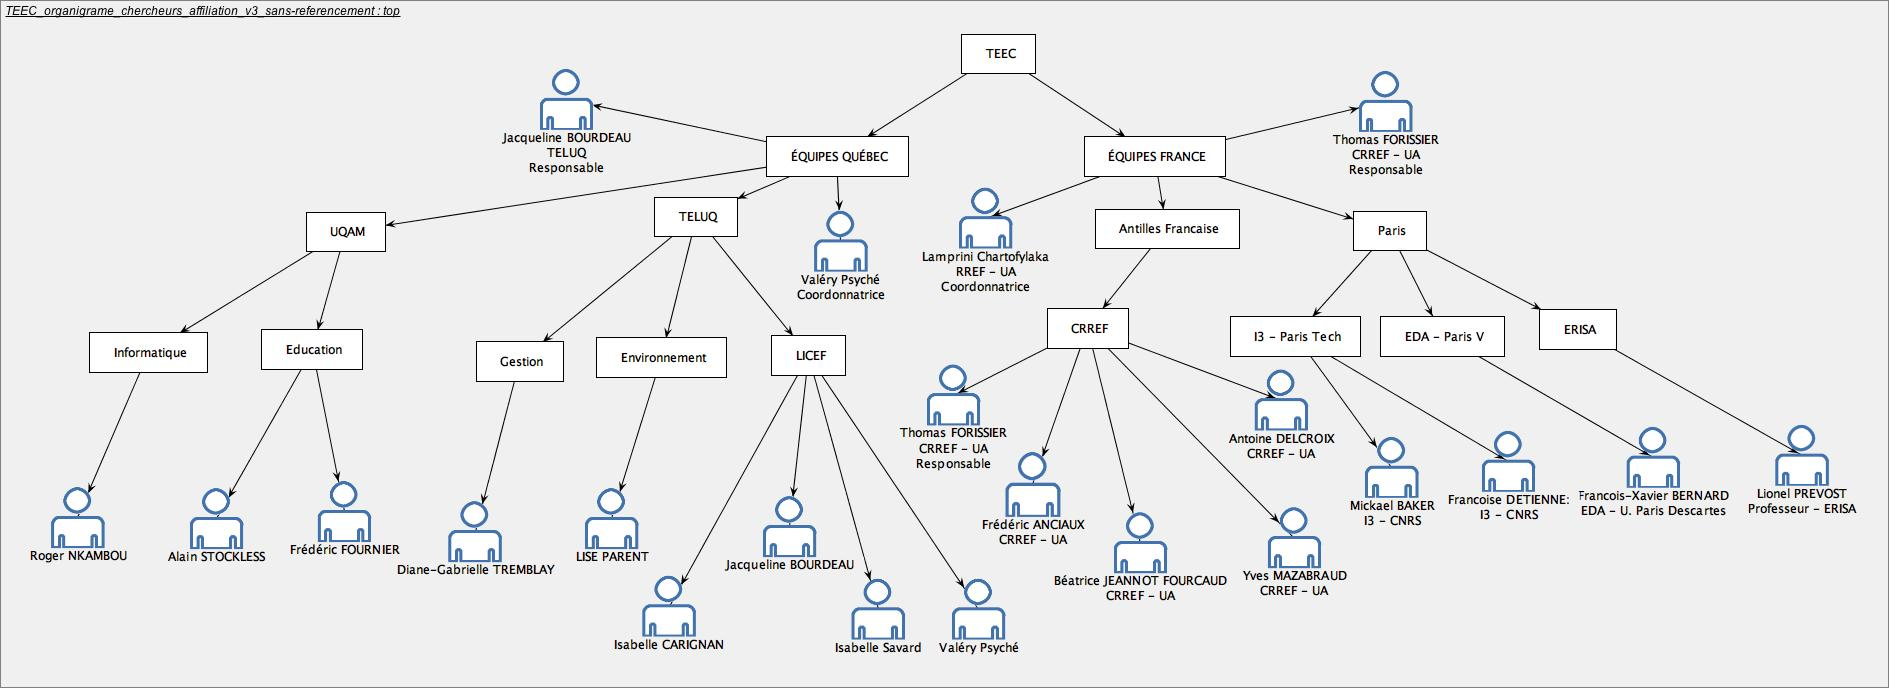 TEEC_organigrame_chercheurs_affiliation_v3_sans-referencement : top
TEEC
Jacqueline BOURDEAU
TELUQ
Responsable
ÉQUIPES QUÉBEC
ÉQUIPES FRANCE
Thomas FORISSIER
CRREF – UA
Responsable
UQAM
TELUQ
Valéry Psyché
Coordonnatrice
Lamprini Chartofylaka
RREF – UA
Coordonnatrice
Antilles Francaise
Paris
Informatique
Education
Gestion
Environnement
LICEF
CRREF
I3 – Paris Tech
EDA – Paris V
ERISA
Thomas FORISSIER
CRREF – UA
Responsable
Antoine DELCROIX
CRREF – UA
Roger NKAMBOU
Alain STOCKLESS
Frédéric FOURNIER
Diane-Gabrielle TREMBLAY
LISE PARENT
Jacqueline BOURDEAU
Isabelle CARIGNAN
Isabelle Savard
Valéry Psyché
Frédéric ANCIAUX
CRREF – UA
Béatrice JEANNOT FOURCAUD
CRREF – UA
Yves MAZABRAUD
CRREF – UA
Mickael BAKER
I3 – CNRS
Francoise DETIENNE:
I3 – CNRS
Francois-Xavier BERNARD
EDA – U. Paris Descartes
Lionel PREVOST
Professeur – ERISA